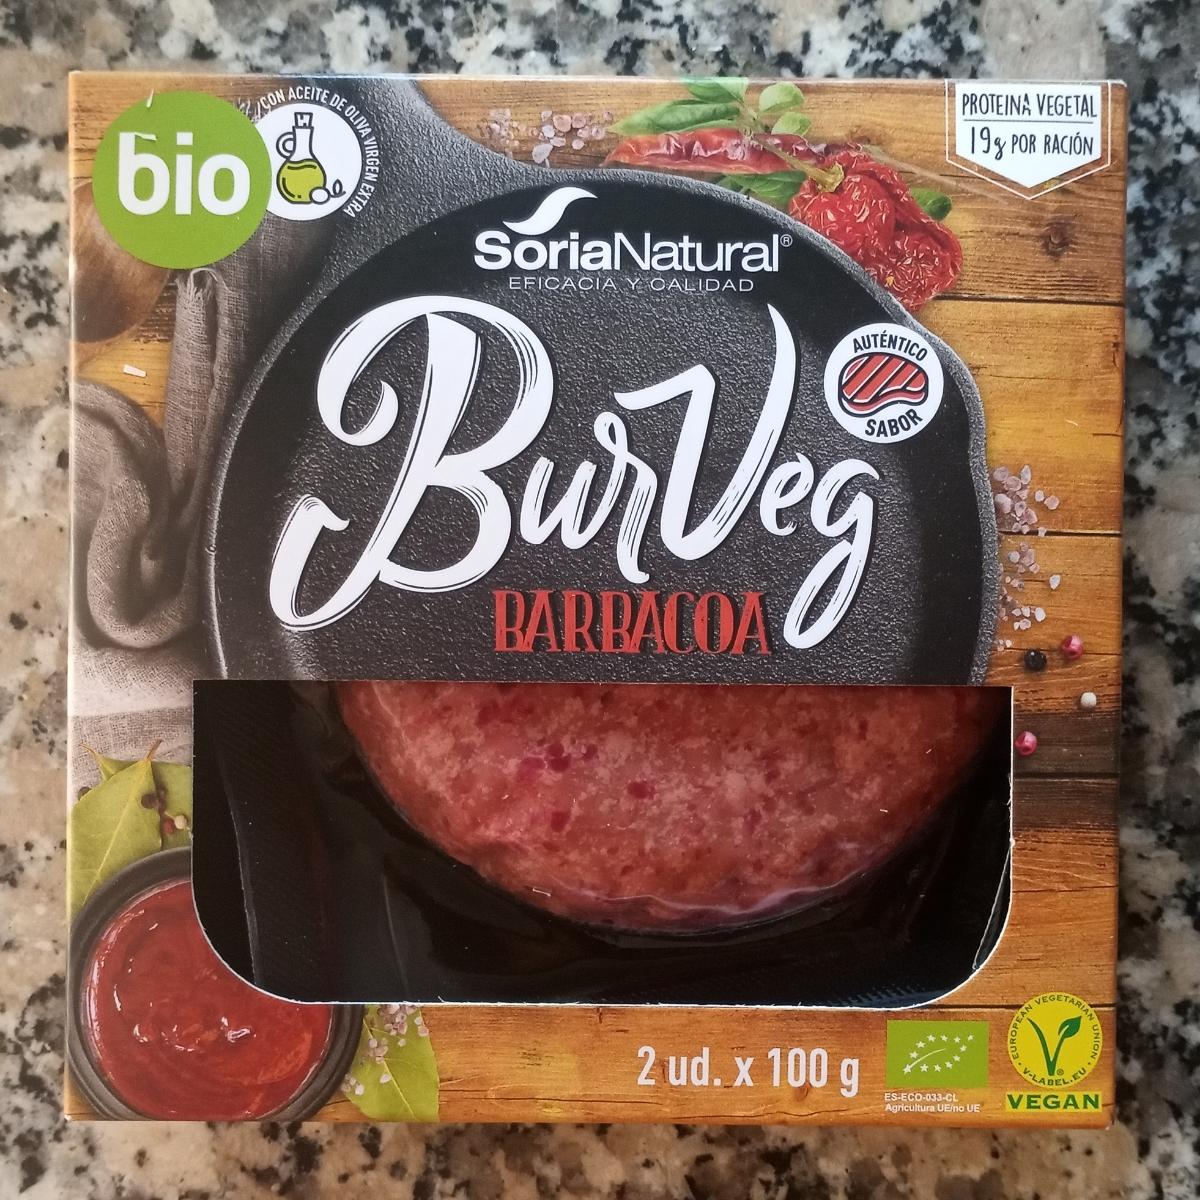 bio
CON ACEITE DE OLIVA VIRGEN EXTRA
PROTEINA VEGETAL
19g POR RACIÓN
SoriaNatural®
EFICACIA Y CALIDAD
BurVeg
BARBACOA
AUTÉNTICO
SABOR
2 ud. x 100 g
ES-ECO-033-CL
Agricultura UE/no UE
EUROPEAN VEGETARIAN UNION
V-LABEL.EU
VEGAN